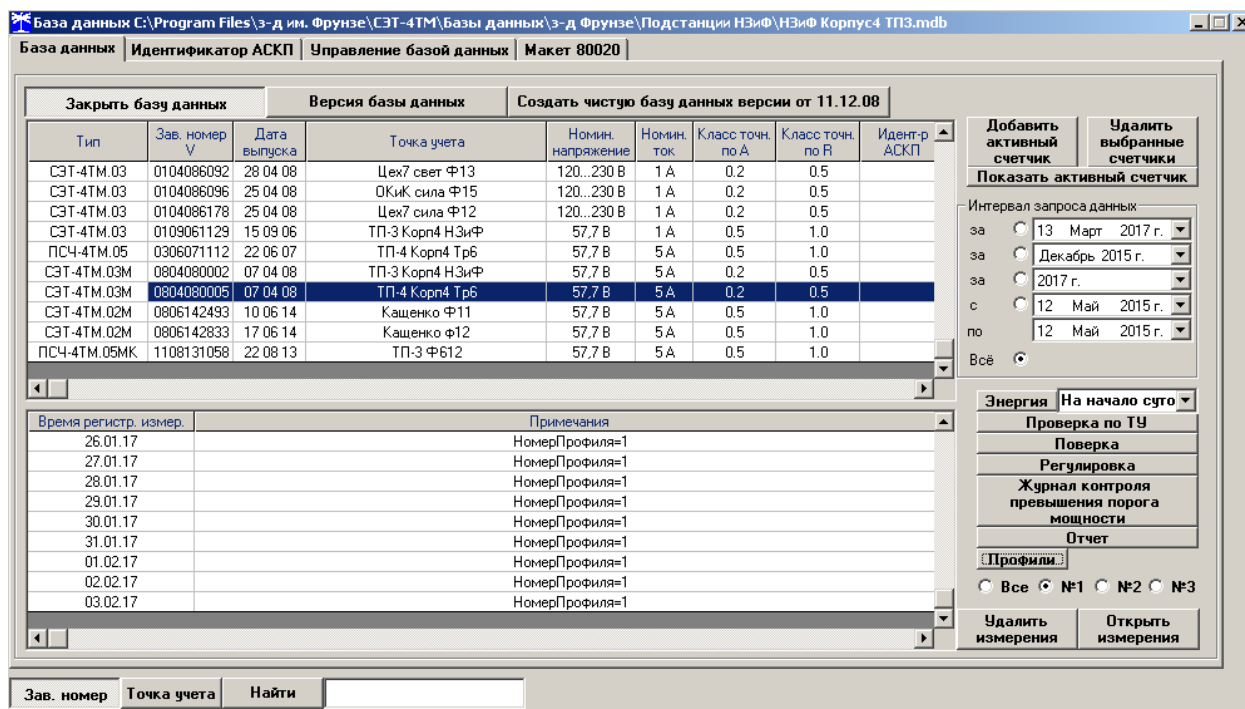 База данных C:\Program Files\з-д им. Фрунзе\СЭТ-4ТМ\Базы данных\з-д Фрунзе\Подстанции НЗиФ\НЗиФ Корпус4 ТП3.mdb
База данных Идентификатор АСКП Управление базой данных Макет 80020
Закрыть базу данных Версия базы данных Создать чистую базу данных версии от 11.12.08
Тип Зав. номер V Дата выпуска Точка учета Номин. напряжение Номин. ток Класс точн. по А Класс точн. по R Идент-р АСКП
СЭТ-4ТМ.03 0104086092 28 04 08 Цех7 свет Ф13 120...230 В 1 А 0.2 0.5
СЭТ-4ТМ.03 0104086096 25 04 08 ОКиК сила Ф15 120...230 В 1 А 0.2 0.5
СЭТ-4ТМ.03 0104086178 25 04 08 Цех7 сила Ф12 120...230 В 1 А 0.2 0.5
СЭТ-4ТМ.03 0109061129 15 09 06 ТП-3 Корп4 НЗиФ 57,7 В 1 А 0.5 1.0
ПСЧ-4ТМ.05 0306071112 22 06 07 ТП-4 Корп4 Тр6 57,7 В 5 А 0.5 1.0
СЭТ-4ТМ.03М 0804080002 07 04 08 ТП-3 Корп4 НЗиФ 57,7 В 5 А 0.2 0.5
СЭТ-4ТМ.03М 0804080005 07 04 08 ТП-4 Корп4 Тр6 57,7 В 5 А 0.2 0.5
СЭТ-4ТМ.02М 0806142493 10 06 14 Кащенко Ф11 57,7 В 5 А 0.5 1.0
СЭТ-4ТМ.02М 0806142833 17 06 14 Кащенко ф12 57,7 В 5 А 0.5 1.0
ПСЧ-4ТМ.05МК 1108131058 22 08 13 ТП-3 Ф612 57,7 В 5 А 0.5 1.0
Добавить активный счетчик
Удалить выбранные счетчики
Показать активный счетчик
Интервал запроса данных
за 13 Март 2017 г.
за Декабрь 2015 г.
за 2017 г.
с 12 Май 2015 г.
по 12 Май 2015 г.
Всё
Время регистр. измер. Примечания
26.01.17 НомерПрофиля=1
27.01.17 НомерПрофиля=1
28.01.17 НомерПрофиля=1
29.01.17 НомерПрофиля=1
30.01.17 НомерПрофиля=1
31.01.17 НомерПрофиля=1
01.02.17 НомерПрофиля=1
02.02.17 НомерПрофиля=1
03.02.17 НомерПрофиля=1
Энергия На начало суто
Проверка по ТУ
Поверка
Регулировка
Журнал контроля
превышения порога
мощности
Отчет
Профили
Все №1 №2 №3
Удалить измерения
Открыть измерения
Зав. номер Точка учета Найти